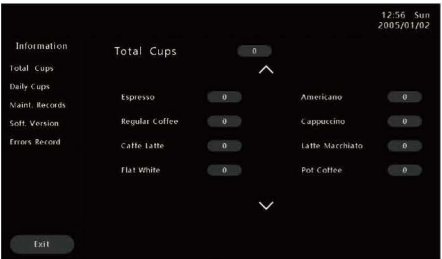 12:56 Sun
2005/01/02
Information
Total Cups
Daily Cups
Maint. Records
Soft. Version
Errors Record
Exit
Total Cups 0
Espresso 0 Americano 0
Regular Coffee 0 Cappuccino 0
Caffe Latte 0 Latte Macchiato 0
Flat White 0 Pot Coffee 0